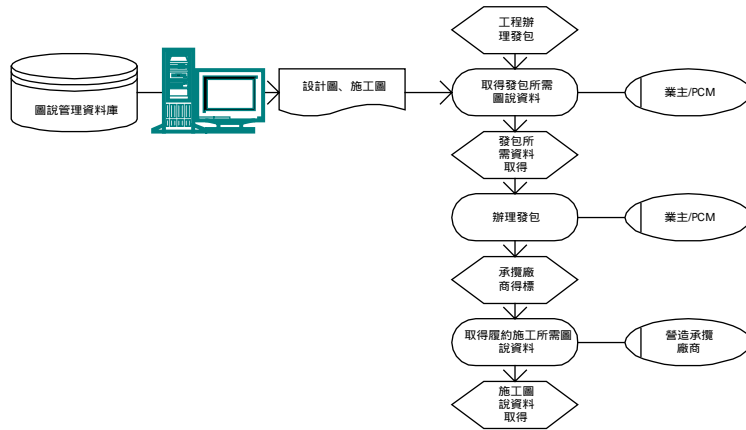 工程辦
理發包
圖說管理資料庫
設計圖、施工圖
取得發包所需
圖說資料
業主/PCM
發包所
需資料
取得
辦理發包
業主/PCM
承攬廠
商得標
取得履約施工所需圖
說資料
營造承攬
廠商
施工圖
說資料
取得